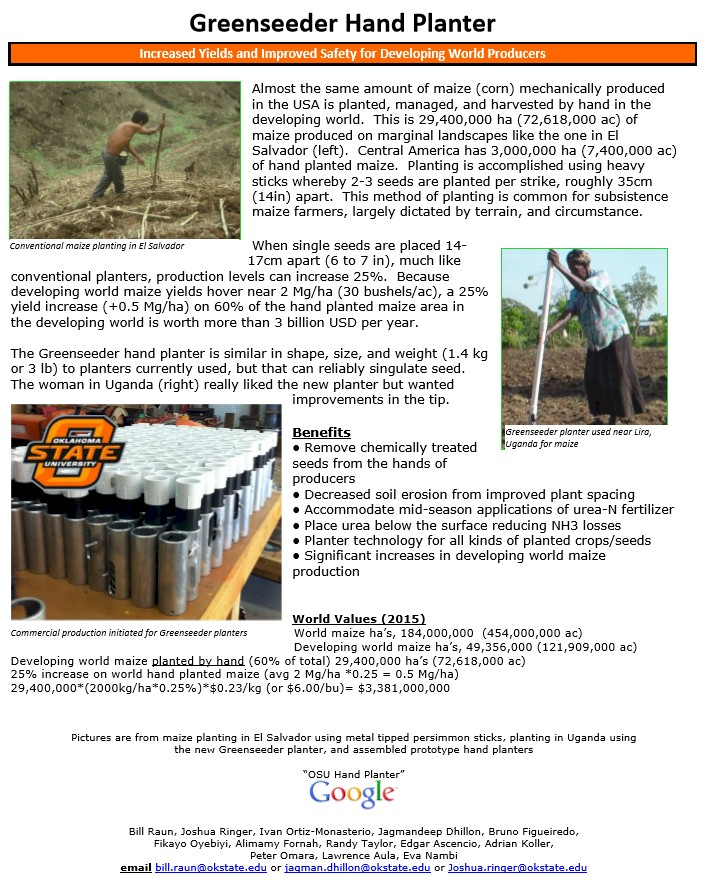 Greenseeder Hand Planter
Increased Yields and Improved Safety for Developing World Producers
Almost the same amount of maize (corn) mechanically produced
in the USA is planted, managed, and harvested by hand in the
developing world.  This is 29,400,000 ha (72,618,000 ac) of
maize produced on marginal landscapes like the one in El
Salvador (left).  Central America has 3,000,000 ha (7,400,000 ac)
of hand planted maize.  Planting is accomplished using heavy
sticks whereby 2-3 seeds are planted per strike, roughly 35cm
(14in) apart.  This method of planting is common for subsistence
maize farmers, largely dictated by terrain, and circumstance.
Conventional maize planting in El Salvador
When single seeds are placed 14-
17cm apart (6 to 7 in), much like
conventional planters, production levels can increase 25%.  Because
developing world maize yields hover near 2 Mg/ha (30 bushels/ac), a 25%
yield increase (+0.5 Mg/ha) on 60% of the hand planted maize area in
the developing world is worth more than 3 billion USD per year.
The Greenseeder hand planter is similar in shape, size, and weight (1.4 kg
or 3 lb) to planters currently used, but that can reliably singulate seed.
The woman in Uganda (right) really liked the new planter but wanted
improvements in the tip.
Greenseeder planter used near Lira,
Uganda for maize
OKLAHOMA
STATE
UNIVERSITY
Benefits
● Remove chemically treated
seeds from the hands of
producers
● Decreased soil erosion from improved plant spacing
● Accommodate mid-season applications of urea-N fertilizer
● Place urea below the surface reducing NH3 losses
● Planter technology for all kinds of planted crops/seeds
● Significant increases in developing world maize
production
Commercial production initiated for Greenseeder planters
World Values (2015)
World maize ha's, 184,000,000  (454,000,000 ac)
Developing world maize ha's, 49,356,000 (121,909,000 ac)
Developing world maize planted by hand (60% of total) 29,400,000 ha's (72,618,000 ac)
25% increase on world hand planted maize (avg 2 Mg/ha *0.25 = 0.5 Mg/ha)
29,400,000*(2000kg/ha*0.25%)*$0.23/kg (or $6.00/bu)= $3,381,000,000
Pictures are from maize planting in El Salvador using metal tipped persimmon sticks, planting in Uganda using
the new Greenseeder planter, and assembled prototype hand planters
"OSU Hand Planter"
Google
Bill Raun, Joshua Ringer, Ivan Ortiz-Monasterio, Jagmandeep Dhillon, Bruno Figueiredo,
Fikayo Oyebiyi, Alimamy Fornah, Randy Taylor, Edgar Ascencio, Adrian Koller,
Peter Omara, Lawrence Aula, Eva Nambi
email bill.raun@okstate.edu or jagman.dhillon@okstate.edu or Joshua.ringer@okstate.edu